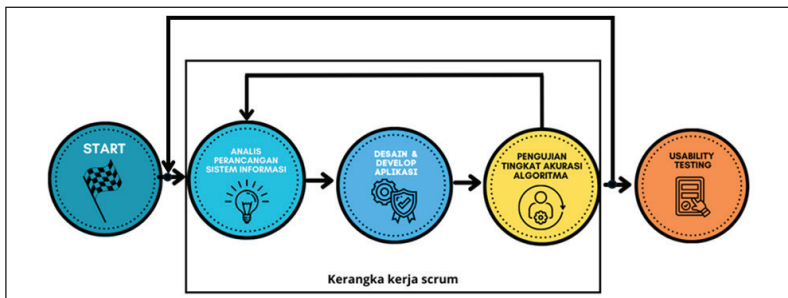 START
ANALIS
PERANCANGAN
SISTEM INFORMASI
DESAIN &
DEVELOP
APLIKASI
PENGUJIAN
TINGKAT AKURASI
ALGORITMA
USABILITY
TESTING
Kerangka kerja scrum